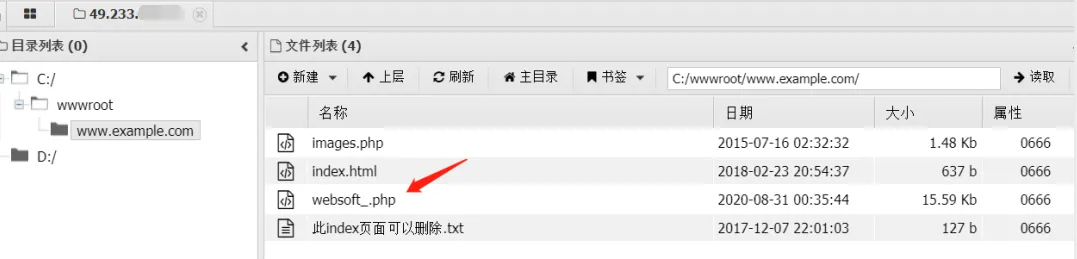 49.233.
目录列表 (0)
C:/
wwwroot
www.example.com
D:/
文件列表 (4)
新建 上层 刷新 主目录 书签 C:/wwwroot/www.example.com/ 读取
名称 日期 大小 属性
images.php 2015-07-16 02:32:32 1.48 Kb 0666
index.html 2018-02-23 20:54:37 637 b 0666
websoft_.php 2020-08-31 00:35:44 15.59 Kb 0666
此index页面可以删除.txt 2017-12-07 22:01:03 127 b 0666